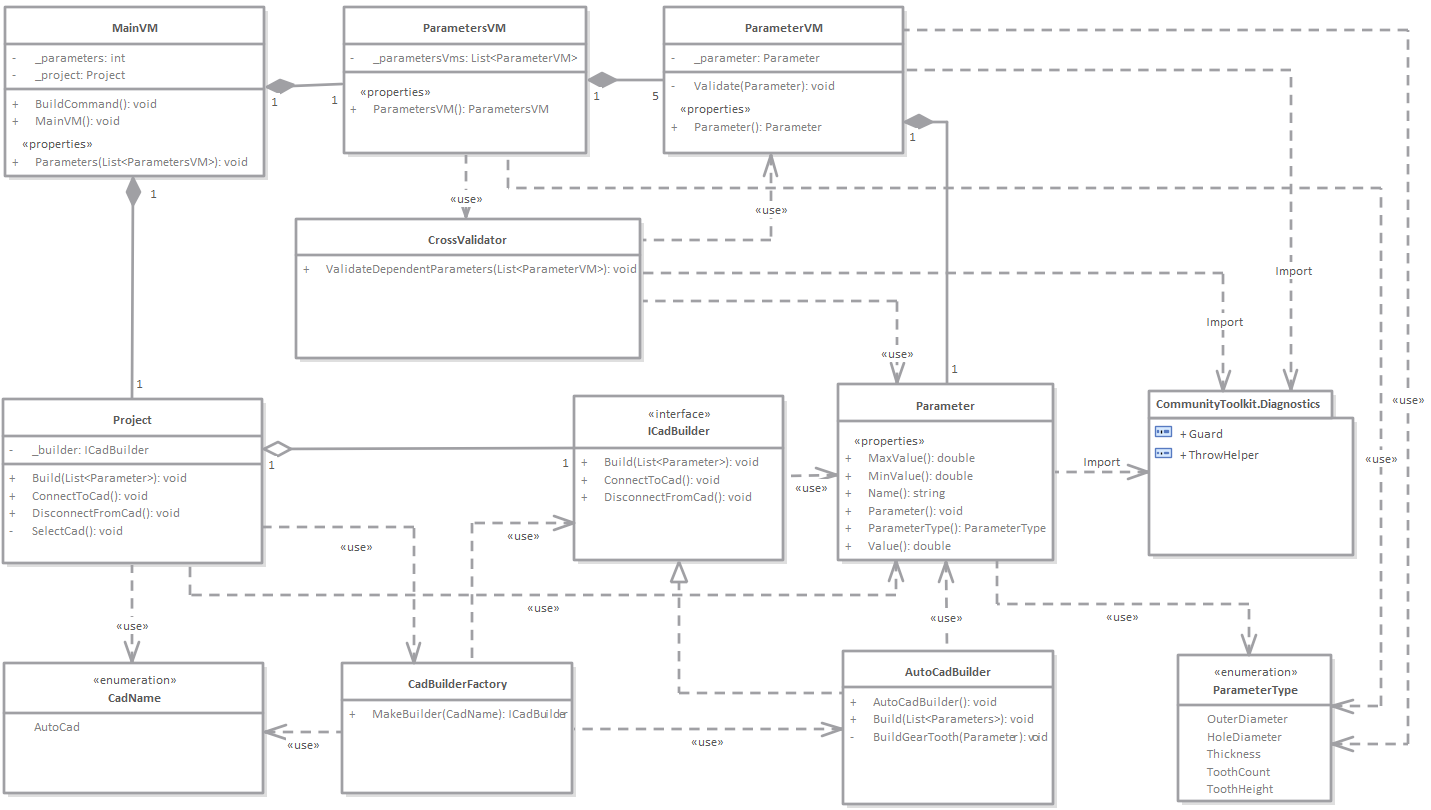 MainVM
- _parameters: int
- _project: Project
+ BuildCommand(): void
+ MainVM(): void
«properties»
+ Parameters(List<ParametersVM>): void
ParametersVM
- _parametersVms: List<ParameterVM>
«properties»
+ ParametersVM(): ParametersVM
ParameterVM
- _parameter: Parameter
- Validate(Parameter): void
«properties»
+ Parameter(): Parameter
1
1
1
5
1
1
1
1
«use»
«use»
CrossValidator
+ ValidateDependentParameters(List<ParameterVM>): void
Import
Import
«use»
«use»
«use»
Project
- _builder: ICadBuilder
+ Build(List<Parameter>): void
+ ConnectToCad(): void
+ DisconnectFromCad(): void
- SelectCad(): void
1
1
«interface»
ICadBuilder
+ Build(List<Parameter>): void
+ ConnectToCad(): void
+ DisconnectFromCad(): void
«use»
Parameter
«properties»
+ MaxValue(): double
+ MinValue(): double
+ Name(): string
+ Parameter(): void
+ ParameterType(): ParameterType
+ Value(): double
Import
CommunityToolkit.Diagnostics
+ Guard
+ ThrowHelper
«use»
«use»
«use»
«use»
«use»
«use»
«enumeration»
CadName
AutoCad
«use»
CadBuilderFactory
+ MakeBuilder(CadName): ICadBuilder
«use»
AutoCadBuilder
+ AutoCadBuilder(): void
+ Build(List<Parameters>): void
- BuildGearTooth(Parameter): void
«enumeration»
ParameterType
OuterDiameter
HoleDiameter
Thickness
ToothCount
ToothHeight